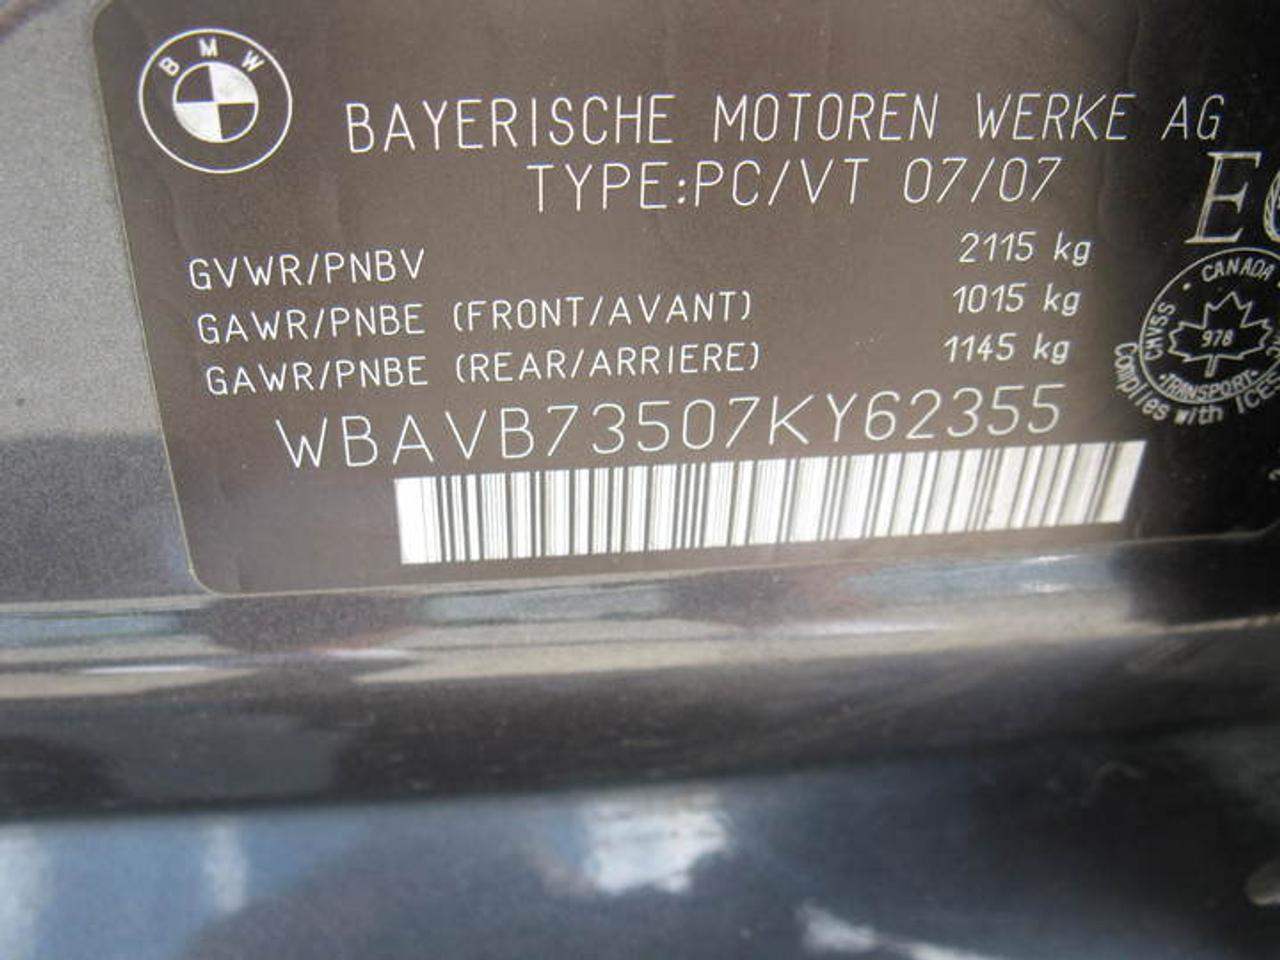 BMW
BAYERISCHE MOTOREN WERKE AG
TYPE:PC/VT 07/07
GVWR/PNBV 2115 kg
GAWR/PNBE (FRONT/AVANT) 1015 kg
GAWR/PNBE (REAR/ARRIERE) 1145 kg
WBAVB73507KY62355
CANADA
CMVSS
978
TRANSPORT
Complies with ICES